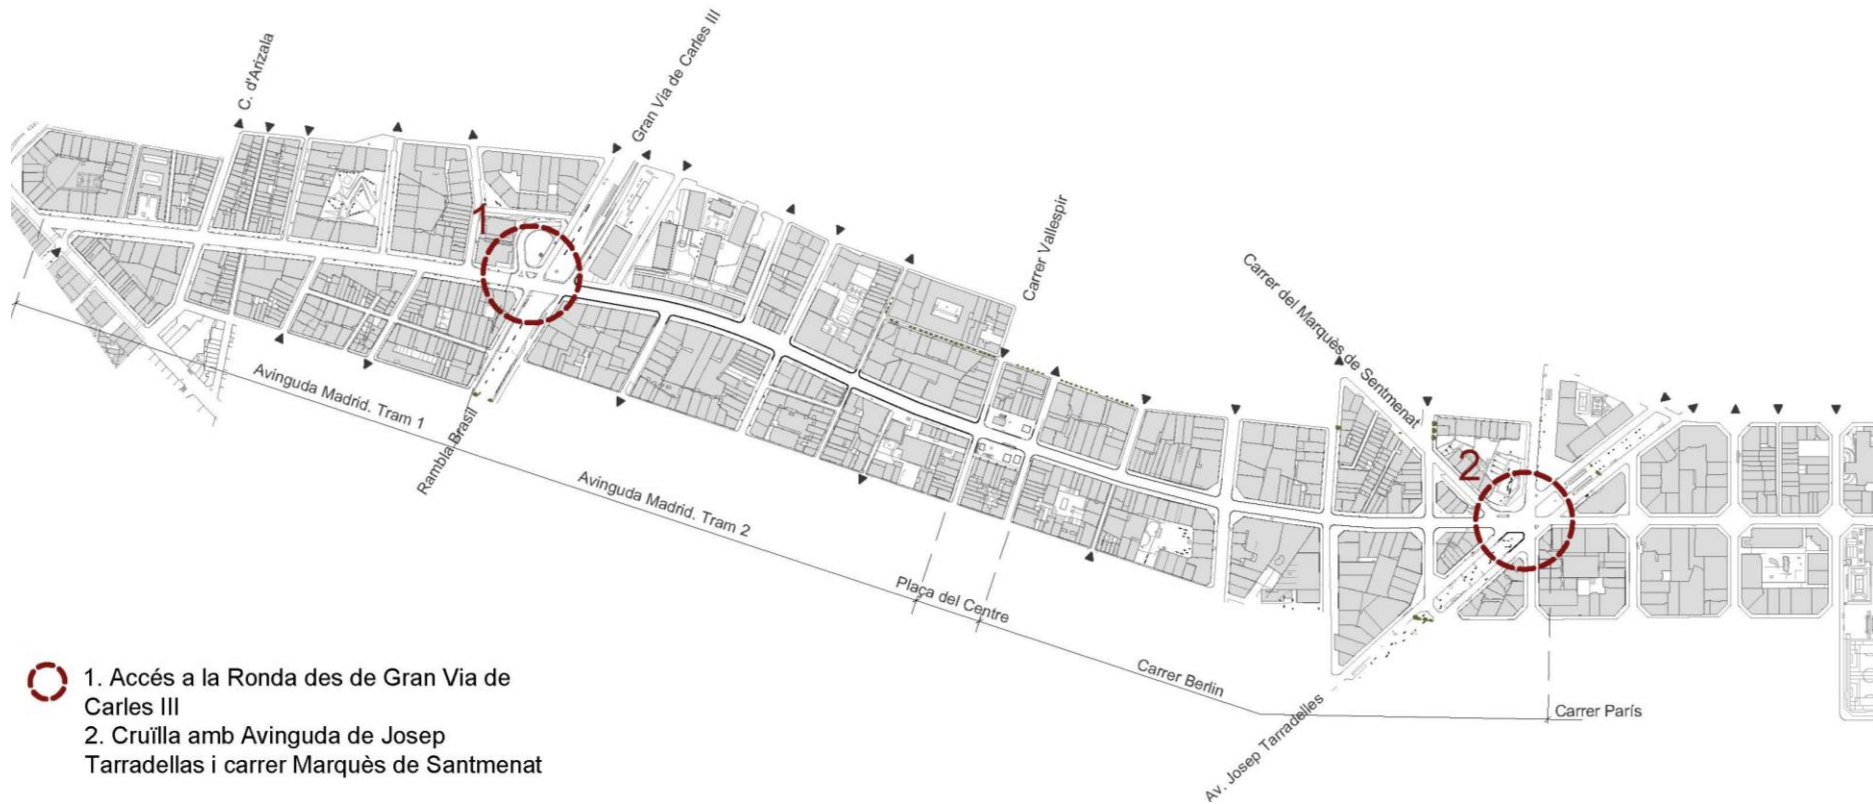 C. d'Arizala
Gran Via de Carles III
Carrer Vallespir
Carrer del Marquès de Sentmenat
1
2
Avinguda Madrid. Tram 1
Rambla Brasil
Avinguda Madrid. Tram 2
Plaça del Centre
Carrer Berlin
Av. Josep Tarradelles
Carrer París
1. Accés a la Ronda des de Gran Via de
Carles III
2. Cruïlla amb Avinguda de Josep
Tarradellas i carrer Marquès de Santmenat